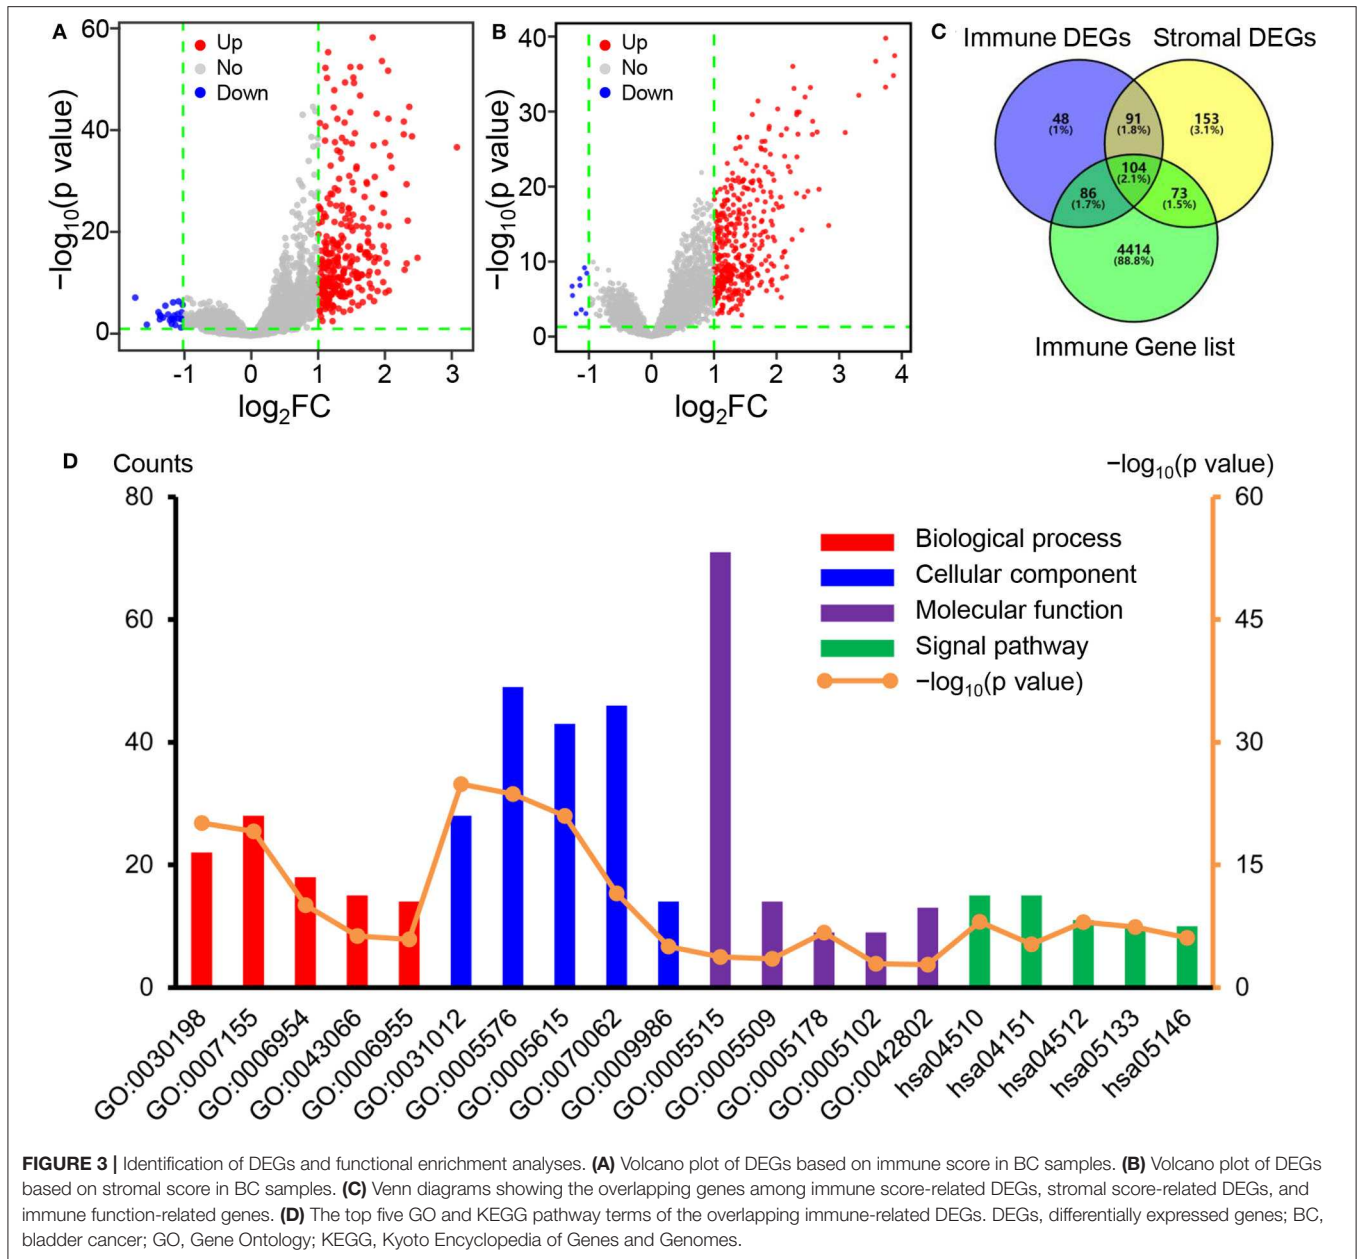 A
60
40
20
0
−log10(p value)
Up
No
Down
-1 0 1 2 3
log2FC
B
40
30
20
10
0
−log10(p value)
Up
No
Down
-1 0 1 2 3 4
log2FC
C
Immune DEGs Stromal DEGs
48
(1%)
91
(1.8%)
153
(3.1%)
104
(2.1%)
86
(1.7%)
73
(1.5%)
4414
(88.8%)
Immune Gene list
D
Counts
−log10(p value)
80
60
40
20
0
60
45
30
15
0
Biological process
Cellular component
Molecular function
Signal pathway
−log10(p value)
GO:0030198
GO:0007155
GO:0006954
GO:0043066
GO:0006955
GO:0031012
GO:0005576
GO:0005615
GO:0070062
GO:0009986
GO:0005515
GO:0005509
GO:0005178
GO:0005102
GO:0042802
hsa04510
hsa04151
hsa04512
hsa05133
hsa05146
FIGURE 3 | Identification of DEGs and functional enrichment analyses. (A) Volcano plot of DEGs based on immune score in BC samples. (B) Volcano plot of DEGs
based on stromal score in BC samples. (C) Venn diagrams showing the overlapping genes among immune score-related DEGs, stromal score-related DEGs, and
immune function-related genes. (D) The top five GO and KEGG pathway terms of the overlapping immune-related DEGs. DEGs, differentially expressed genes; BC,
bladder cancer; GO, Gene Ontology; KEGG, Kyoto Encyclopedia of Genes and Genomes.